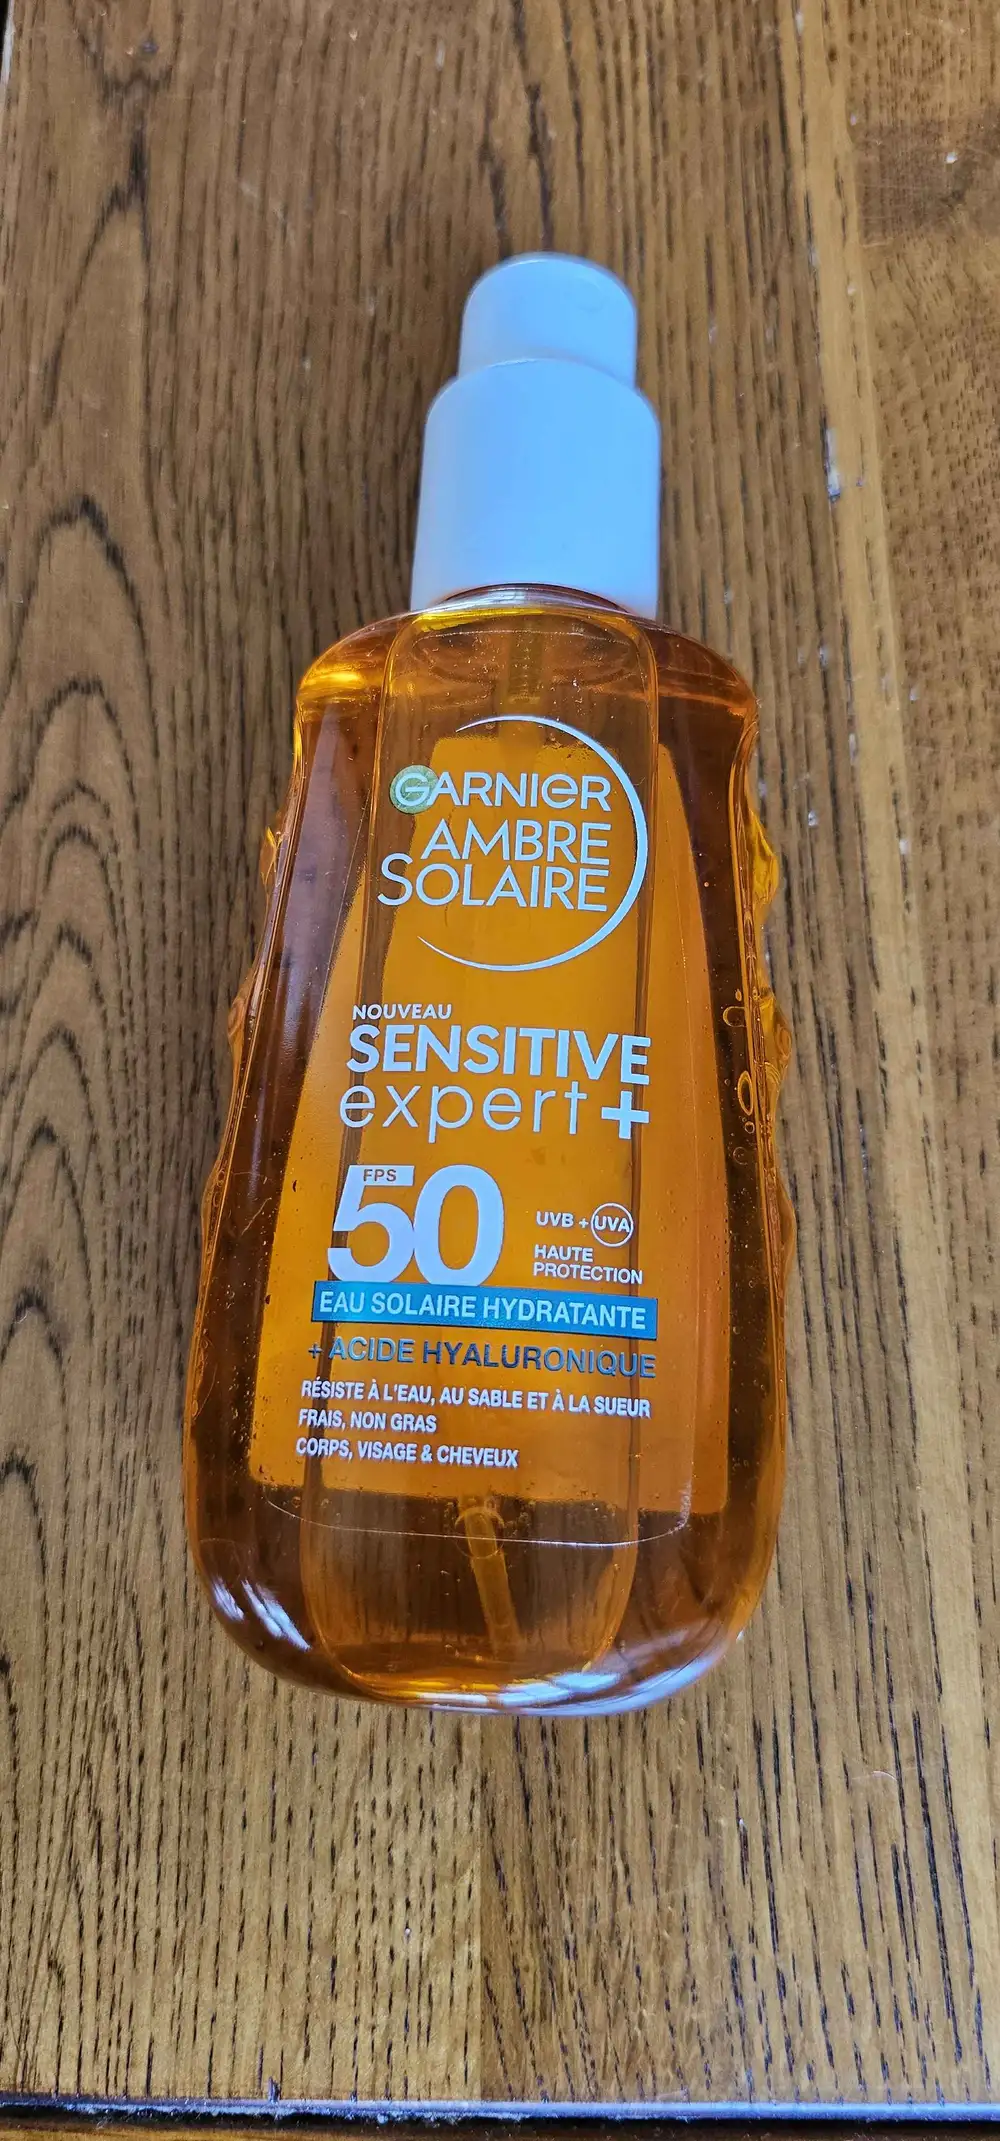 GARNIER
AMBRE
SOLAIRE
NOUVEAU
SENSITIVE
expert+
FPS
50
UVB + UVA
HAUTE
PROTECTION
EAU SOLAIRE HYDRATANTE
+ ACIDE HYALURONIQUE
RÉSISTE À L'EAU, AU SABLE ET À LA SUEUR
FRAIS, NON GRAS
CORPS, VISAGE & CHEVEUX